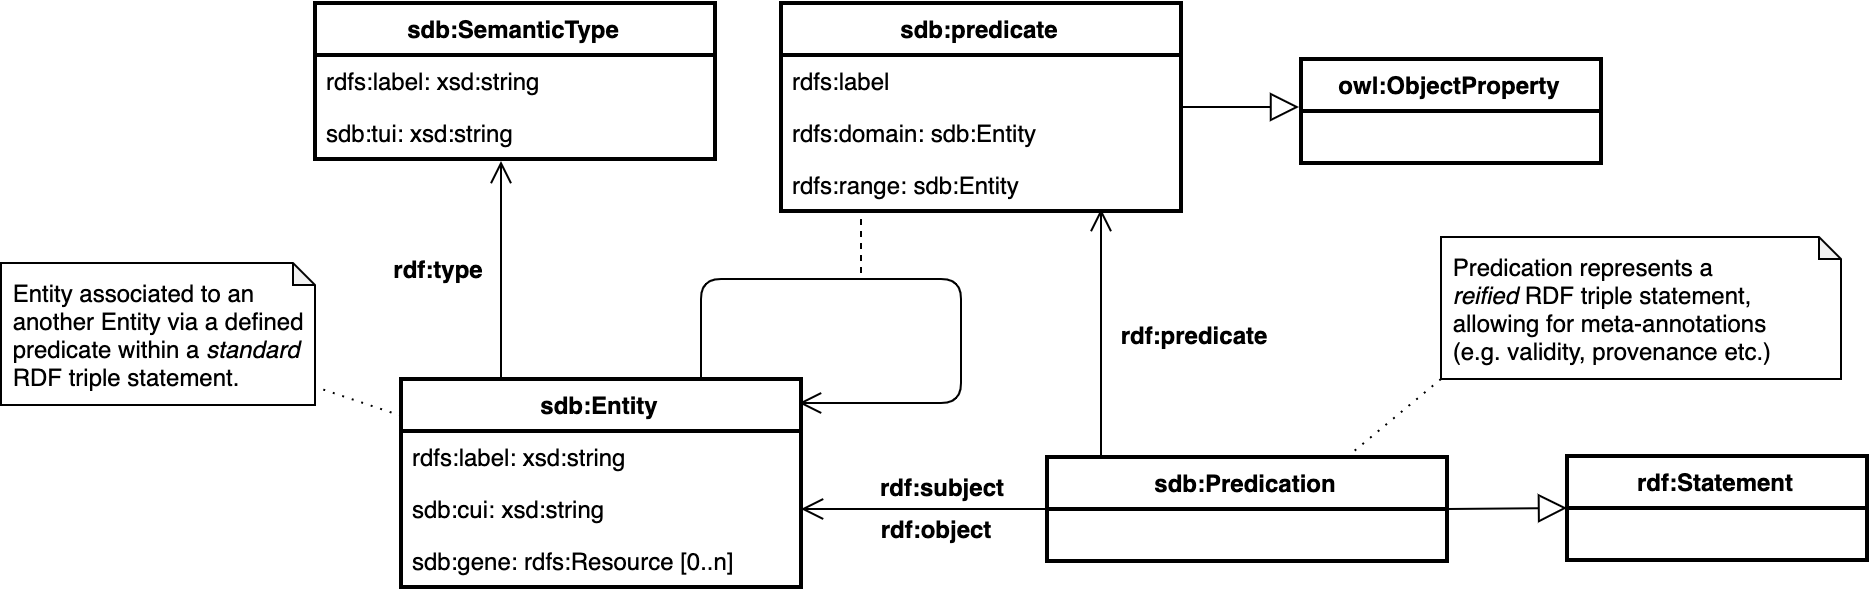 sdb:SemanticType
rdfs:label: xsd:string
sdb:tui: xsd:string
sdb:predicate
rdfs:label
rdfs:domain: sdb:Entity
rdfs:range: sdb:Entity
owl:ObjectProperty
rdf:type
Entity associated to an
another Entity via a defined
predicate within a standard
RDF triple statement.
rdf:predicate
Predication represents a
reified RDF triple statement,
allowing for meta-annotations
(e.g. validity, provenance etc.)
sdb:Entity
rdfs:label: xsd:string
sdb:cui: xsd:string
sdb:gene: rdfs:Resource [0..n]
rdf:subject
rdf:object
sdb:Predication
rdf:Statement